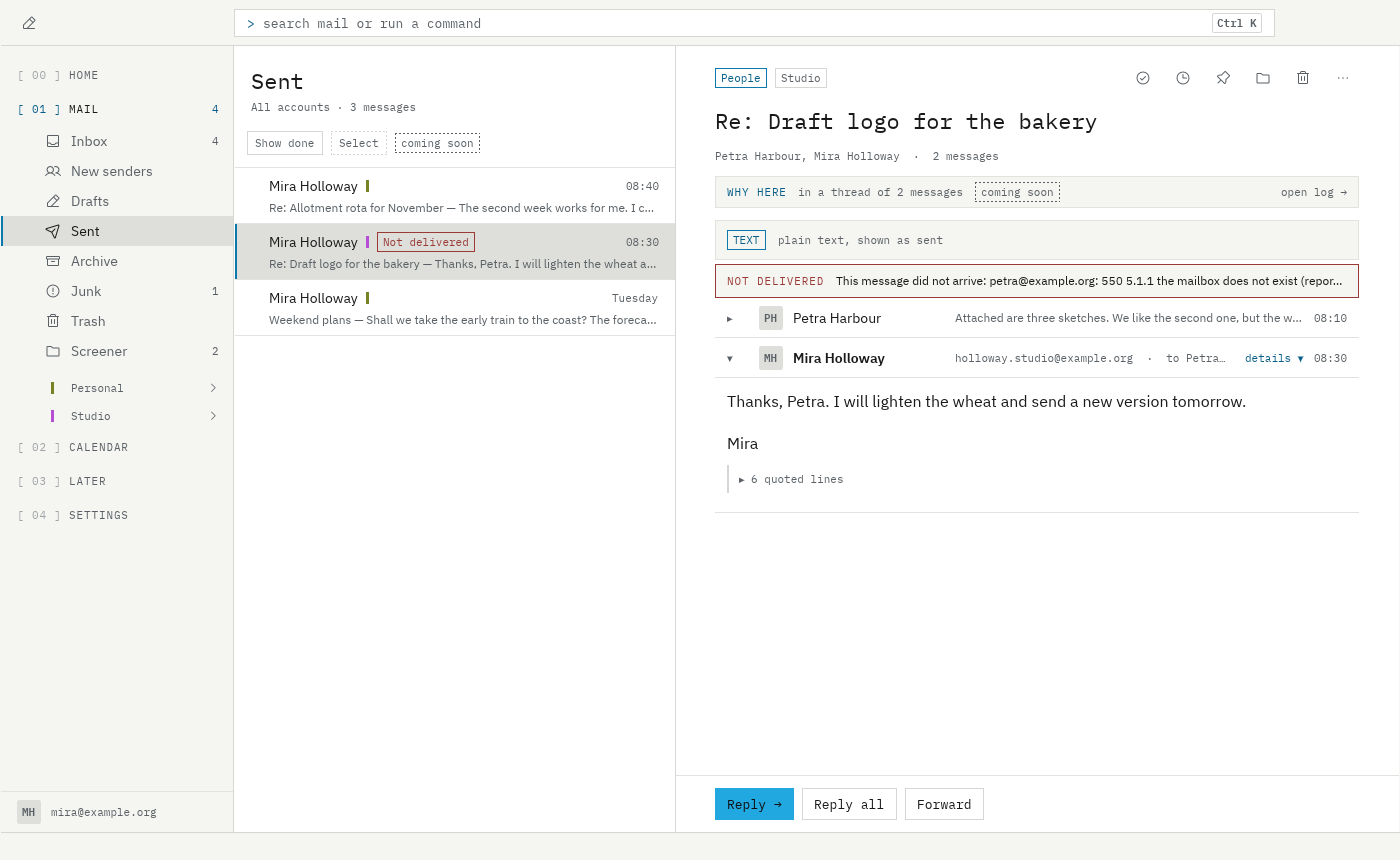 > search mail or run a command Ctrl K
[ 00 ] HOME
[ 01 ] MAIL 4
Inbox 4
New senders
Drafts
Sent
Archive
Junk 1
Trash
Screener 2
Personal
Studio
[ 02 ] CALENDAR
[ 03 ] LATER
[ 04 ] SETTINGS
MH mira@example.org
Sent
All accounts · 3 messages
Show done Select coming soon
Mira Holloway 08:40
Re: Allotment rota for November — The second week works for me. I c…
Mira Holloway Not delivered 08:30
Re: Draft logo for the bakery — Thanks, Petra. I will lighten the wheat a…
Mira Holloway Tuesday
Weekend plans — Shall we take the early train to the coast? The foreca…
People Studio
Re: Draft logo for the bakery
Petra Harbour, Mira Holloway · 2 messages
WHY HERE in a thread of 2 messages coming soon open log →
TEXT plain text, shown as sent
NOT DELIVERED This message did not arrive: petra@example.org: 550 5.1.1 the mailbox does not exist (repor…
▸ PH Petra Harbour Attached are three sketches. We like the second one, but the w… 08:10
▾ MH Mira Holloway holloway.studio@example.org · to Petra… details ▾ 08:30
Thanks, Petra. I will lighten the wheat and send a new version tomorrow.
Mira
▸ 6 quoted lines
Reply → Reply all Forward